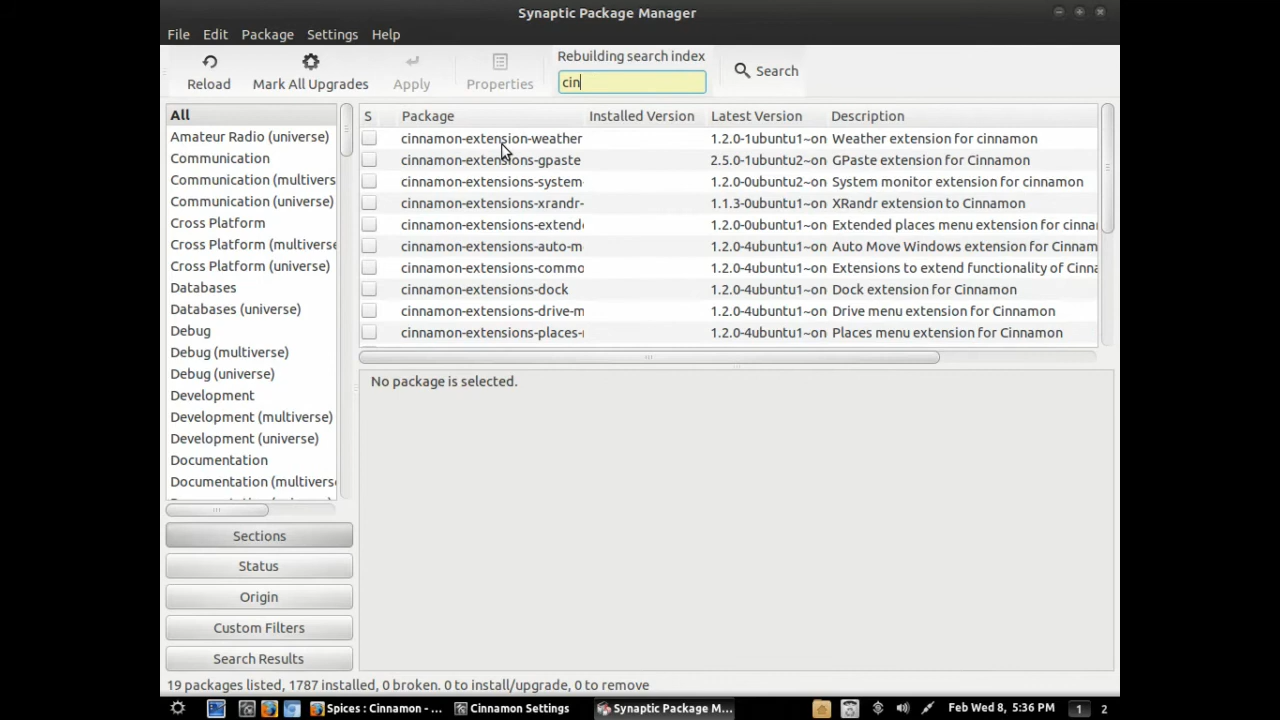 Synaptic Package Manager
File Edit Package Settings Help
Reload
Mark All Upgrades
Apply
Properties
Rebuilding search index
cin
Search
All
Amateur Radio (universe)
Communication
Communication (multivers
Communication (universe)
Cross Platform
Cross Platform (multiverse
Cross Platform (universe)
Databases
Databases (universe)
Debug
Debug (multiverse)
Debug (universe)
Development
Development (multiverse)
Development (universe)
Documentation
Documentation (multivers
Sections
Status
Origin
Custom Filters
Search Results
S Package Installed Version Latest Version Description
cinnamon-extension-weather 1.2.0-1ubuntu1~on Weather extension for cinnamon
cinnamon-extensions-gpaste 2.5.0-1ubuntu2~on GPaste extension for Cinnamon
cinnamon-extensions-system- 1.2.0-0ubuntu2~on System monitor extension for cinnamon
cinnamon-extensions-xrandr- 1.1.3-0ubuntu1~on XRandr extension to Cinnamon
cinnamon-extensions-extende 1.2.0-0ubuntu1~on Extended places menu extension for cinna
cinnamon-extensions-auto-m 1.2.0-4ubuntu1~on Auto Move Windows extension for Cinnam
cinnamon-extensions-commo 1.2.0-4ubuntu1~on Extensions to extend functionality of Cinna
cinnamon-extensions-dock 1.2.0-4ubuntu1~on Dock extension for Cinnamon
cinnamon-extensions-drive-m 1.2.0-4ubuntu1~on Drive menu extension for Cinnamon
cinnamon-extensions-places- 1.2.0-4ubuntu1~on Places menu extension for Cinnamon
No package is selected.
19 packages listed, 1787 installed, 0 broken. 0 to install/upgrade, 0 to remove
Spices : Cinnamon - ... Cinnamon Settings Synaptic Package M... Feb Wed 8, 5:36 PM 1 2